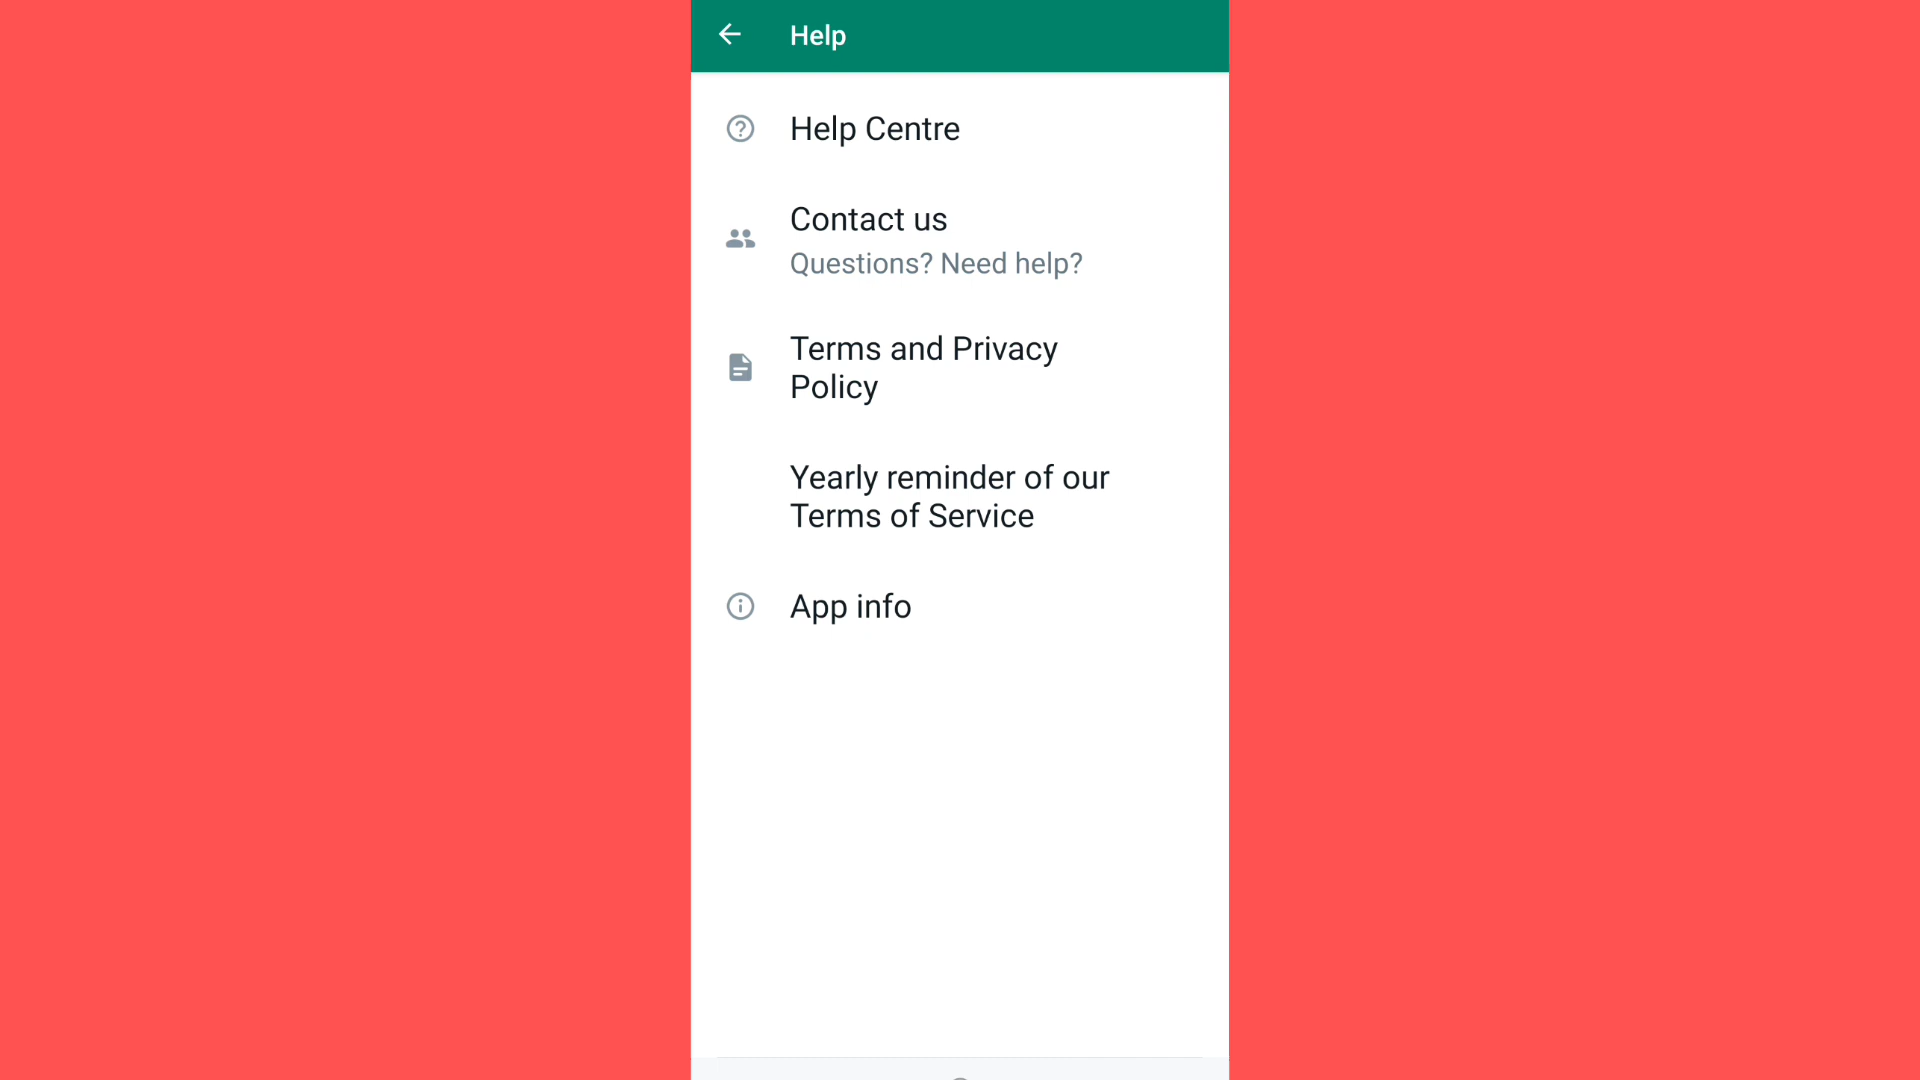 Help
Help Centre
Contact us
Questions? Need help?
Terms and Privacy
Policy
Yearly reminder of our
Terms of Service
App info